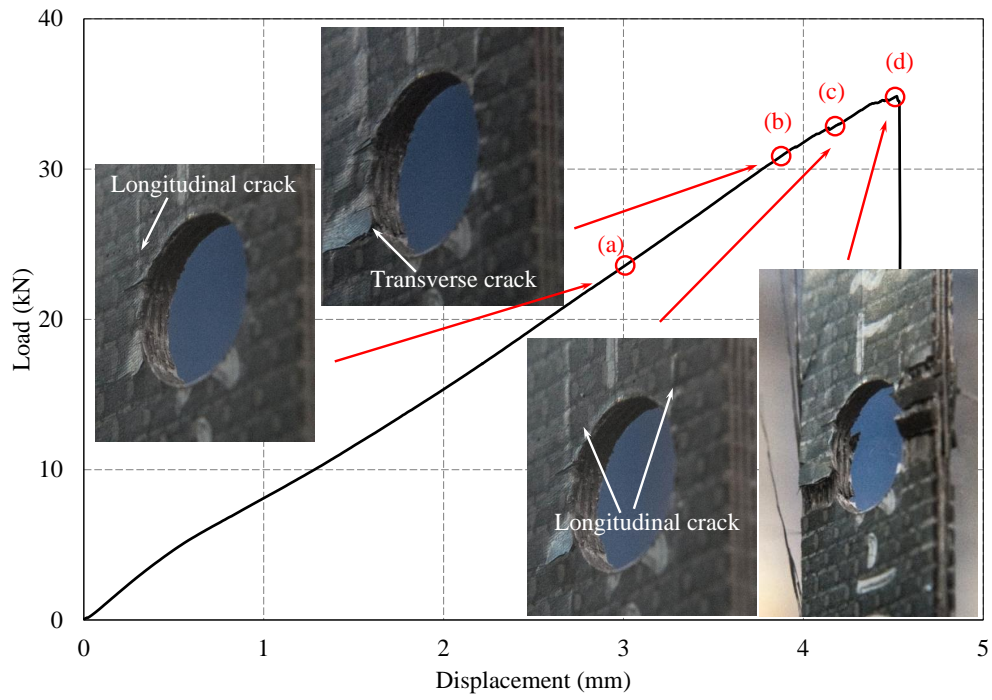 40
30
20
10
0
0
1
2
3
4
5
Load (kN)
Displacement (mm)
(a)
(b)
(c)
(d)
Longitudinal crack
Transverse crack
Longitudinal crack